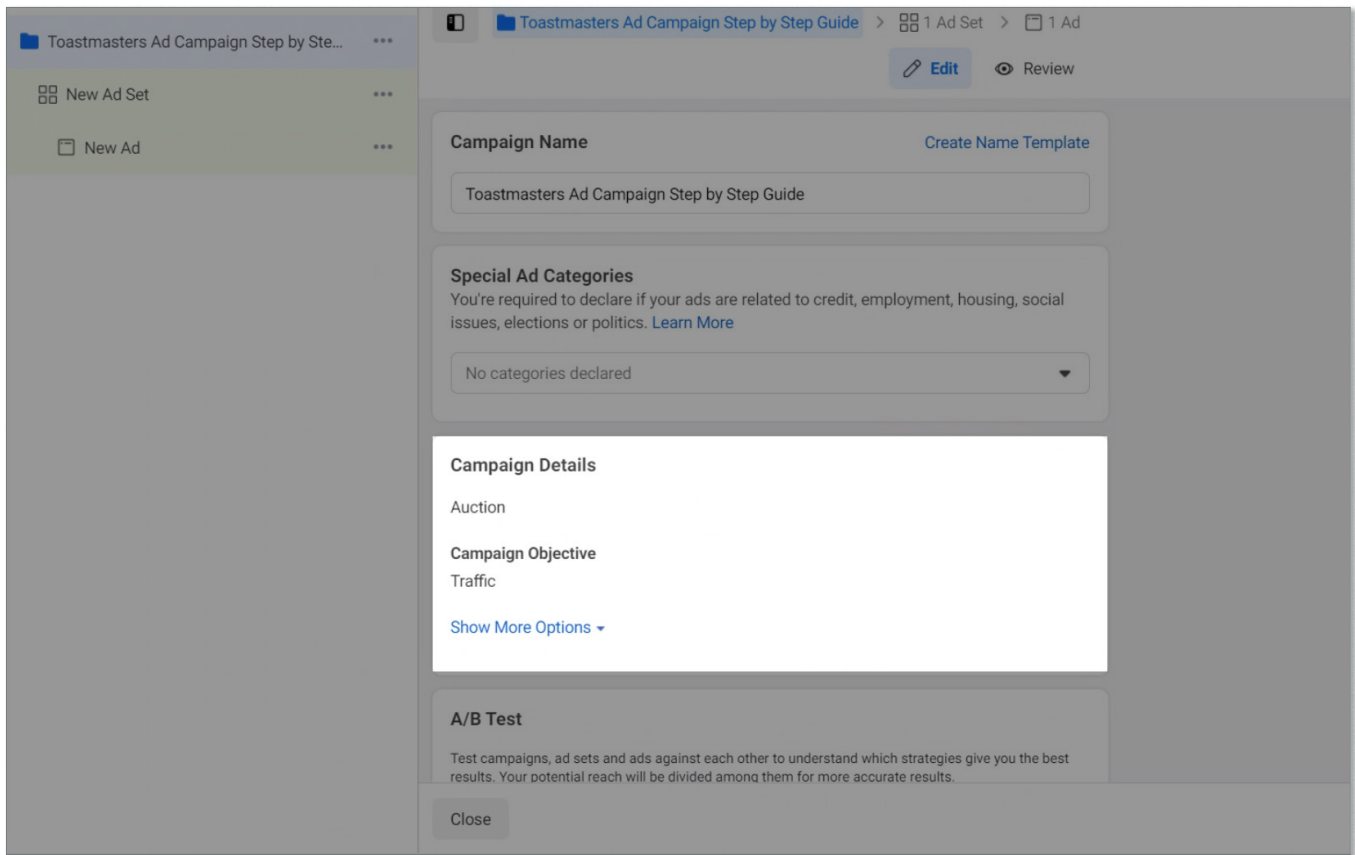 Toastmasters Ad Campaign Step by Ste...
New Ad Set
New Ad
Toastmasters Ad Campaign Step by Step Guide > 1 Ad Set > 1 Ad
Edit Review
Campaign Name Create Name Template
Toastmasters Ad Campaign Step by Step Guide
Special Ad Categories
You're required to declare if your ads are related to credit, employment, housing, social
issues, elections or politics. Learn More
No categories declared
Campaign Details
Auction
Campaign Objective
Traffic
Show More Options
A/B Test
Test campaigns, ad sets and ads against each other to understand which strategies give you the best
results. Your potential reach will be divided among them for more accurate results.
Close